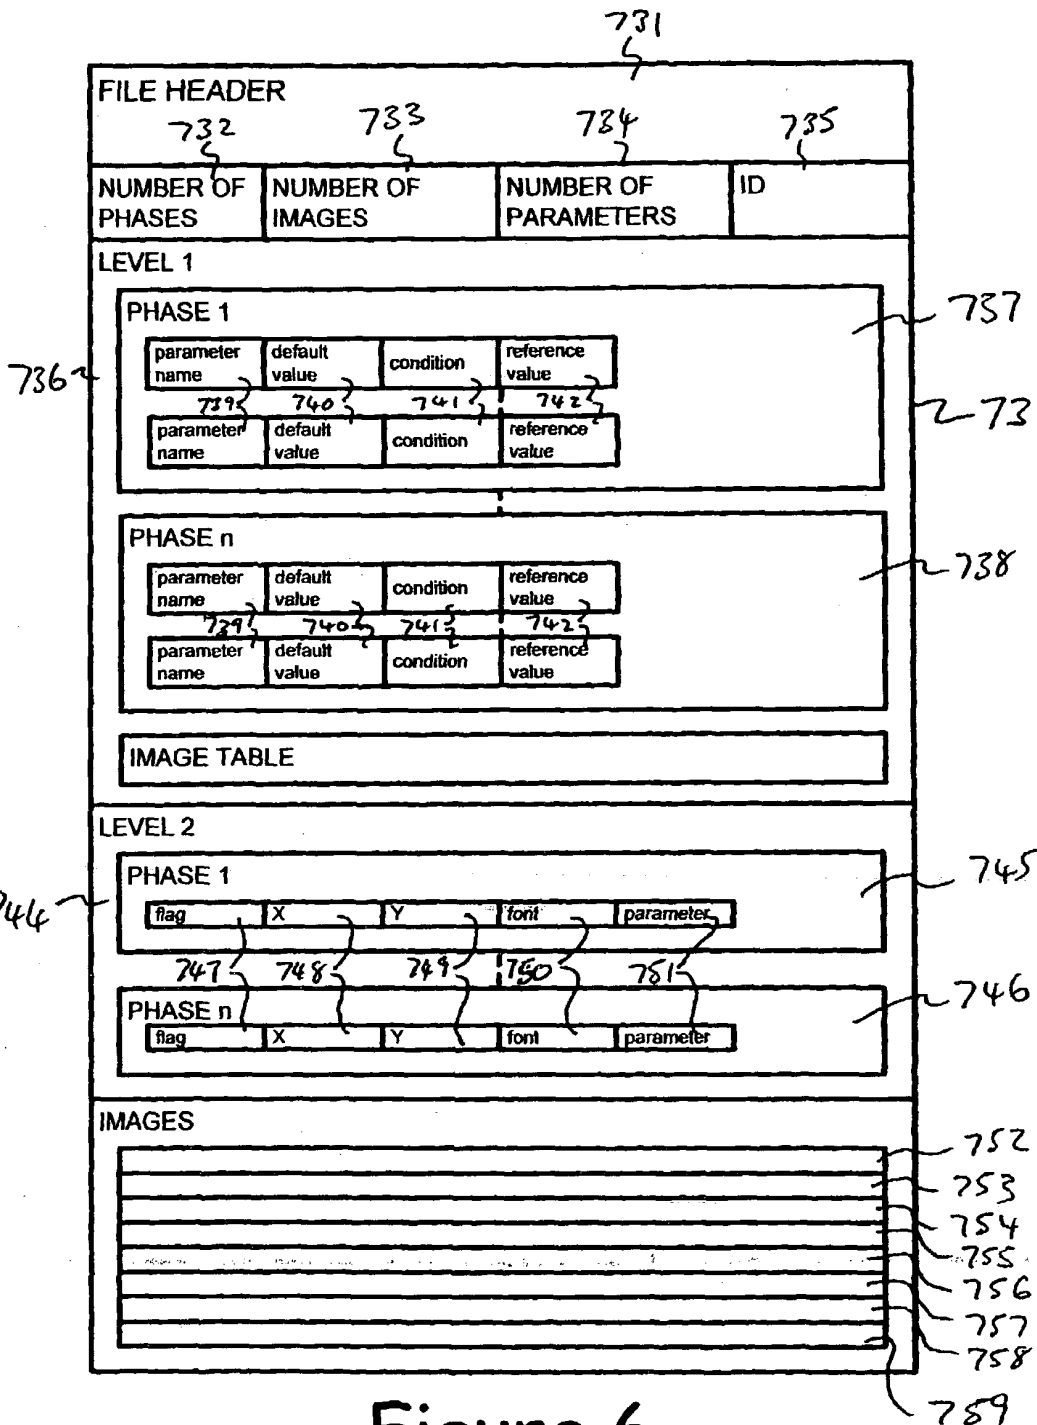 731
FILE HEADER
732 733 734 735
NUMBER OF PHASES
NUMBER OF IMAGES
NUMBER OF PARAMETERS
ID
LEVEL 1
PHASE 1
737
parameter name
default value
condition
reference value
736
739 740 741 742
73
parameter name
default value
condition
reference value
PHASE n
738
parameter name
default value
condition
reference value
739 740 741 742
parameter name
default value
condition
reference value
IMAGE TABLE
LEVEL 2
PHASE 1
745
744
flag X Y font parameter
747 748 749 750 751
746
PHASE n
flag X Y font parameter
IMAGES
752
753
754
755
756
757
758
759
Figure 6